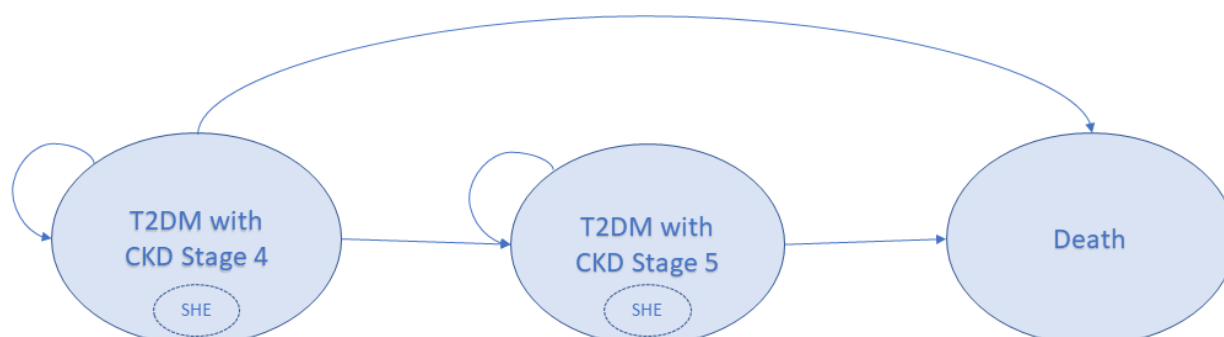 T2DM with
CKD Stage 4
SHE
T2DM with
CKD Stage 5
SHE
Death